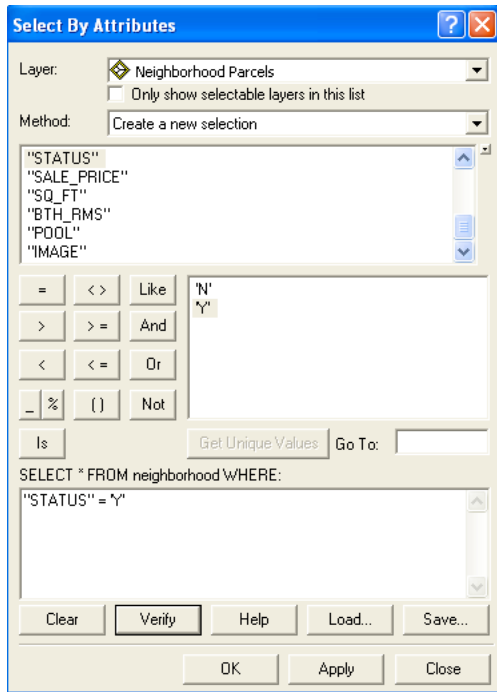 Select By Attributes
Layer: Neighborhood Parcels
Only show selectable layers in this list
Method: Create a new selection
"STATUS"
"SALE_PRICE"
"SQ_FT"
"BTH_RMS"
"POOL"
"IMAGE"
= < > Like
> > = And
< < = Or
_ % ( ) Not
Is
'N'
'Y'
Get Unique Values Go To:
SELECT * FROM neighborhood WHERE:
"STATUS" = 'Y'
Clear Verify Help Load... Save...
OK Apply Close